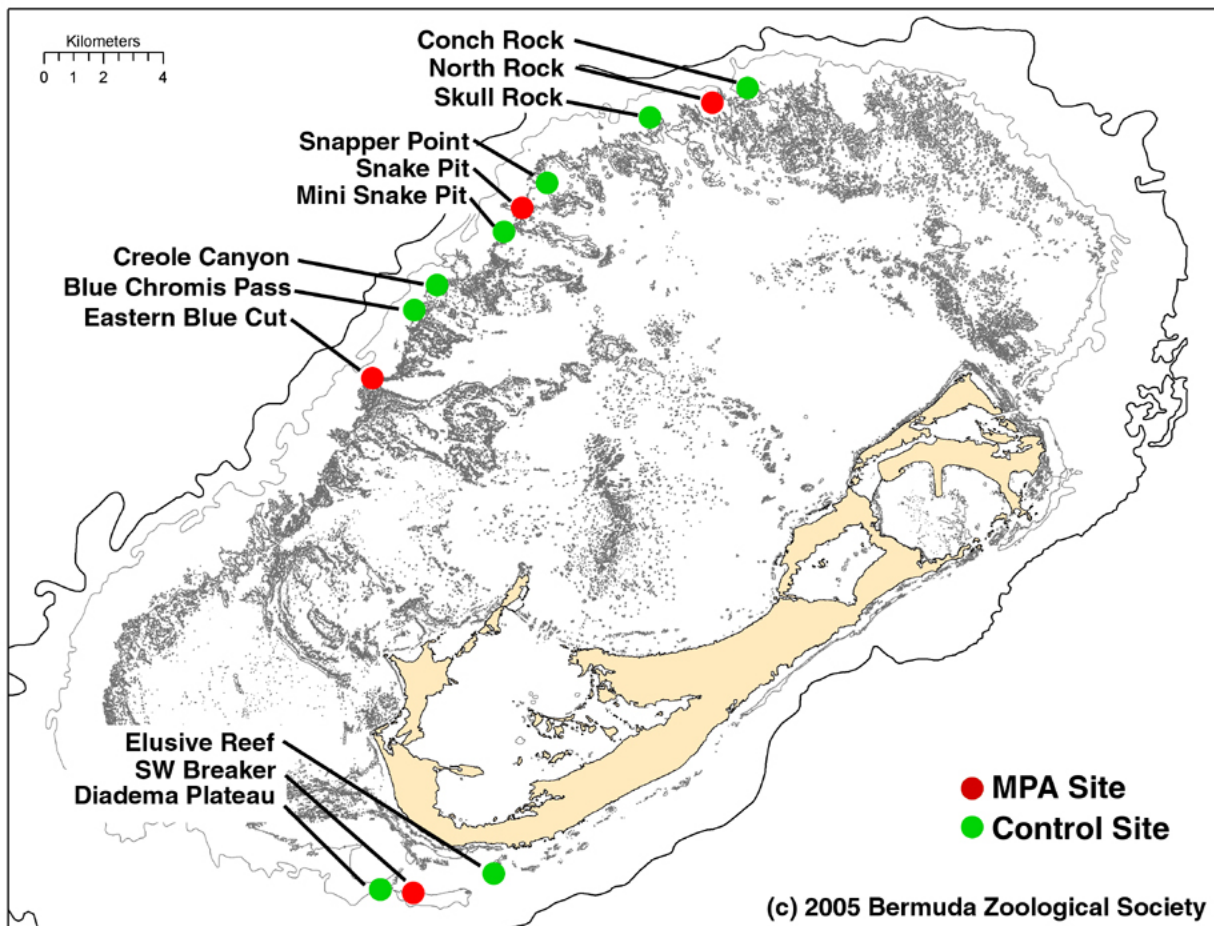 Kilometers
0 1 2 4
Conch Rock
North Rock
Skull Rock
Snapper Point
Snake Pit
Mini Snake Pit
Creole Canyon
Blue Chromis Pass
Eastern Blue Cut
Elusive Reef
SW Breaker
Diadema Plateau
MPA Site
Control Site
(c) 2005 Bermuda Zoological Society